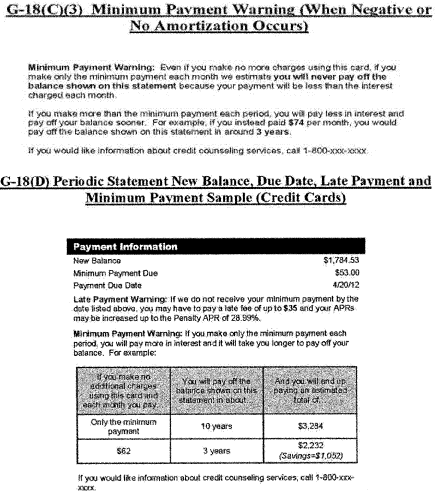 G-18(C)(3) Minimum Payment Warning (When Negative or
No Amortization Occurs)
Minimum Payment Warning: Even if you make no more charges using this card, if you
make only the minimum payment each month we estimate you will never pay off the
balance shown on this statement because your payment will be less than the interest
charged each month.
If you make more than the minimum payment each period, you will pay less in interest and
pay off your balance sooner. For example, if you instead paid $74 per month, you would
pay off the balance shown on this statement in around 3 years.
If you would like information about credit counseling services, call 1-800-xxx-xxxx.
G-18(D) Periodic Statement New Balance, Due Date, Late Payment and
Minimum Payment Sample (Credit Cards)
Payment Information
New Balance $1,784.53
Minimum Payment Due $53.00
Payment Due Date 4/20/12
Late Payment Warning: If we do not receive your minimum payment by the
date listed above, you may have to pay a late fee of up to $35 and your APRs
may be increased up to the Penalty APR of 28.99%.
Minimum Payment Warning: If you make only the minimum payment each
period, you will pay more in interest and it will take you longer to pay off your
balance. For example:
If you make no
additional charges
using this card and
each month you pay...
You will pay off the
balance shown on this
statement in about...
And you will end up
paying an estimated
total of...
Only the minimum
payment
10 years
$3,284
$62
3 years
$2,232
(Savings=$1,052)
If you would like information about credit counseling services, call 1-800-xxx-
xxxx.